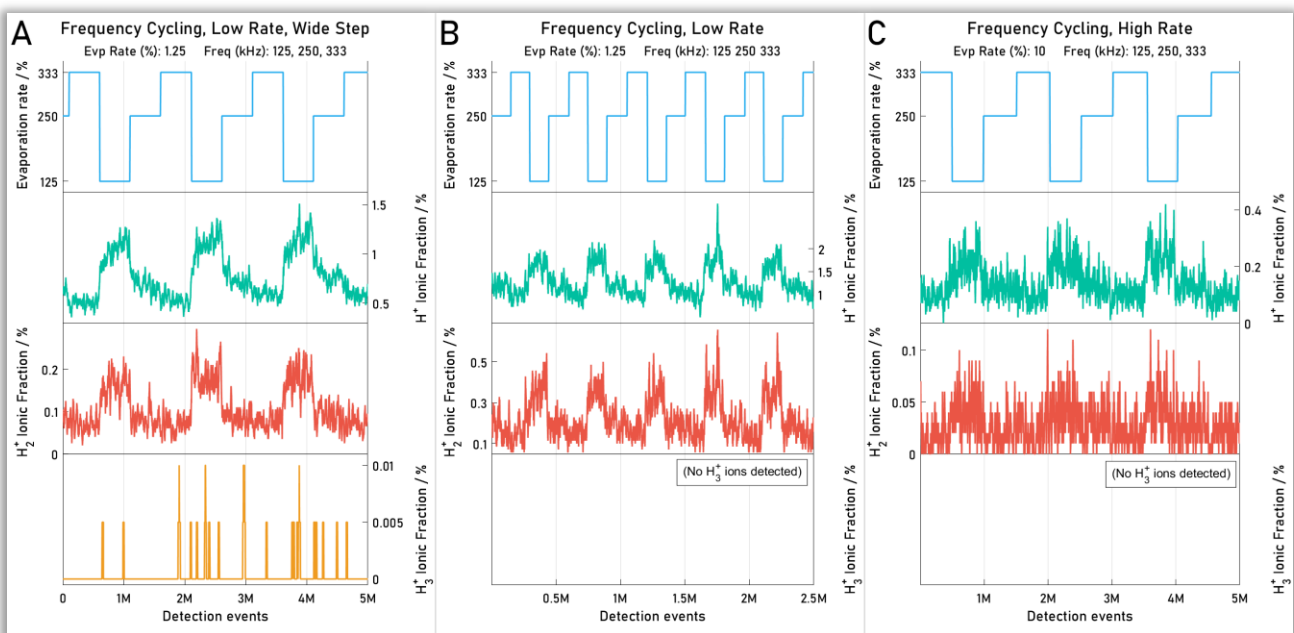 A
Frequency Cycling, Low Rate, Wide Step
Evp Rate (%): 1.25 Freq (kHz): 125, 250, 333
Evaporation rate / %
333
250
125
H⁺ Ionic Fraction / %
1.5
1
0.5
H₂⁺ Ionic Fraction / %
0.2
0.1
0
H₃⁺ Ionic Fraction / %
0.01
0.005
0
0 1M 2M 3M 4M 5M
Detection events
B
Frequency Cycling, Low Rate
Evp Rate (%): 1.25 Freq (kHz): 125 250 333
Evaporation rate / %
333
250
125
H⁺ Ionic Fraction / %
2
1.5
1
H₂⁺ Ionic Fraction / %
0.5
0.3
0.1
(No H₃⁺ ions detected)
H₃⁺ Ionic Fraction / %
0.5M 1M 1.5M 2M 2.5M
Detection events
C
Frequency Cycling, High Rate
Evp Rate (%): 10 Freq (kHz): 125, 250, 333
Evaporation rate / %
333
250
125
H⁺ Ionic Fraction / %
0.4
0.2
0
H₂⁺ Ionic Fraction / %
0.1
0.05
0
(No H₃⁺ ions detected)
H₃⁺ Ionic Fraction / %
1M 2M 3M 4M 5M
Detection events